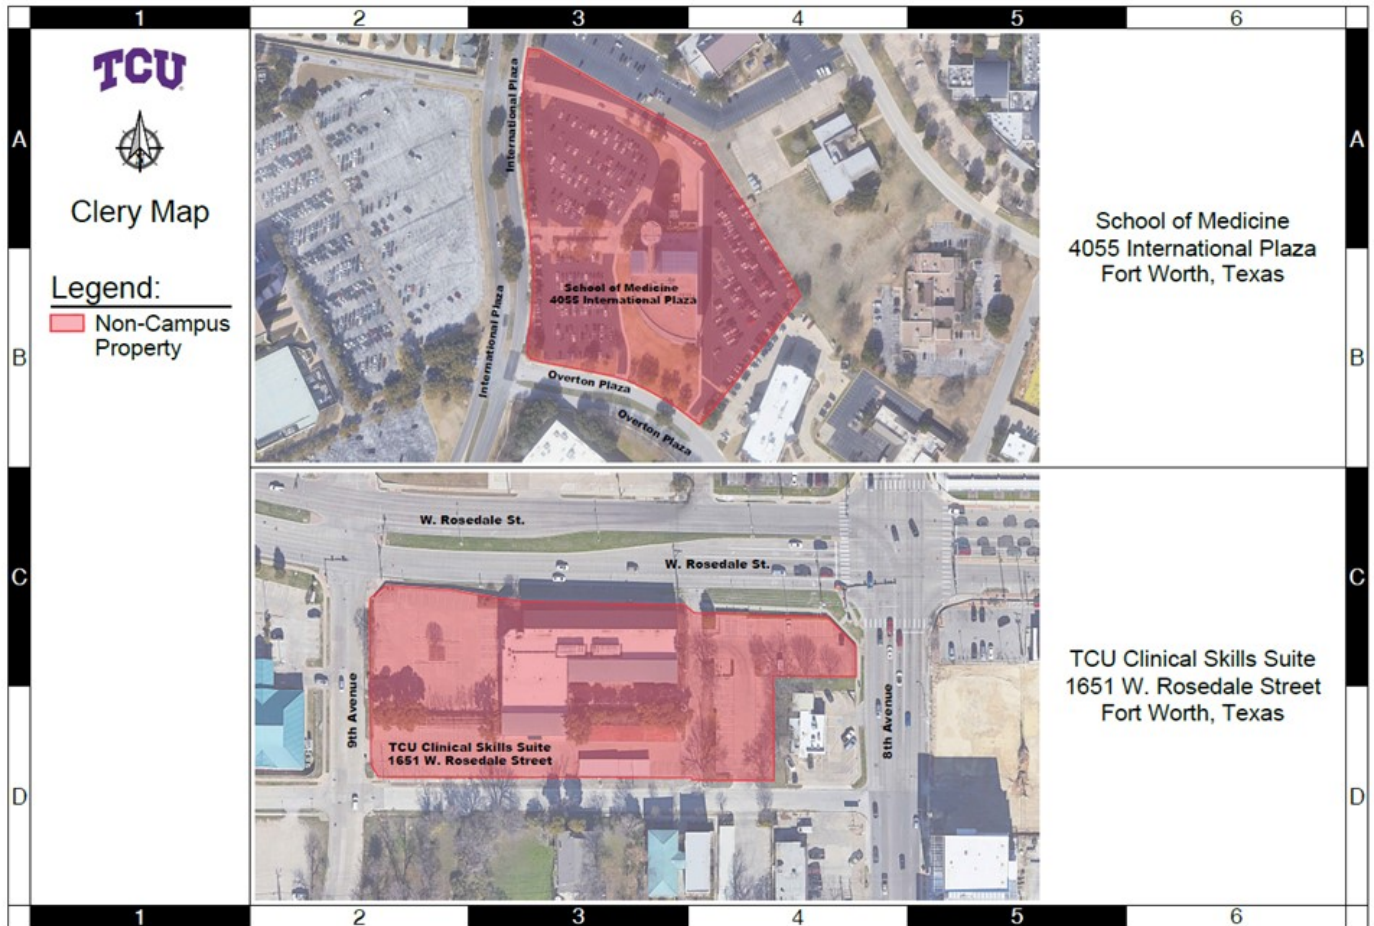 1 2 3 4 5 6
A A
TCU
Clery Map
Legend:
Non-Campus
Property
B B
International Plaza
International Plaza
School of Medicine
4055 International Plaza
Overton Plaza
Overton Plaza
School of Medicine
4055 International Plaza
Fort Worth, Texas
C C
W. Rosedale St.
W. Rosedale St.
9th Avenue
8th Avenue
TCU Clinical Skills Suite
1651 W. Rosedale Street
TCU Clinical Skills Suite
1651 W. Rosedale Street
Fort Worth, Texas
D D
1 2 3 4 5 6